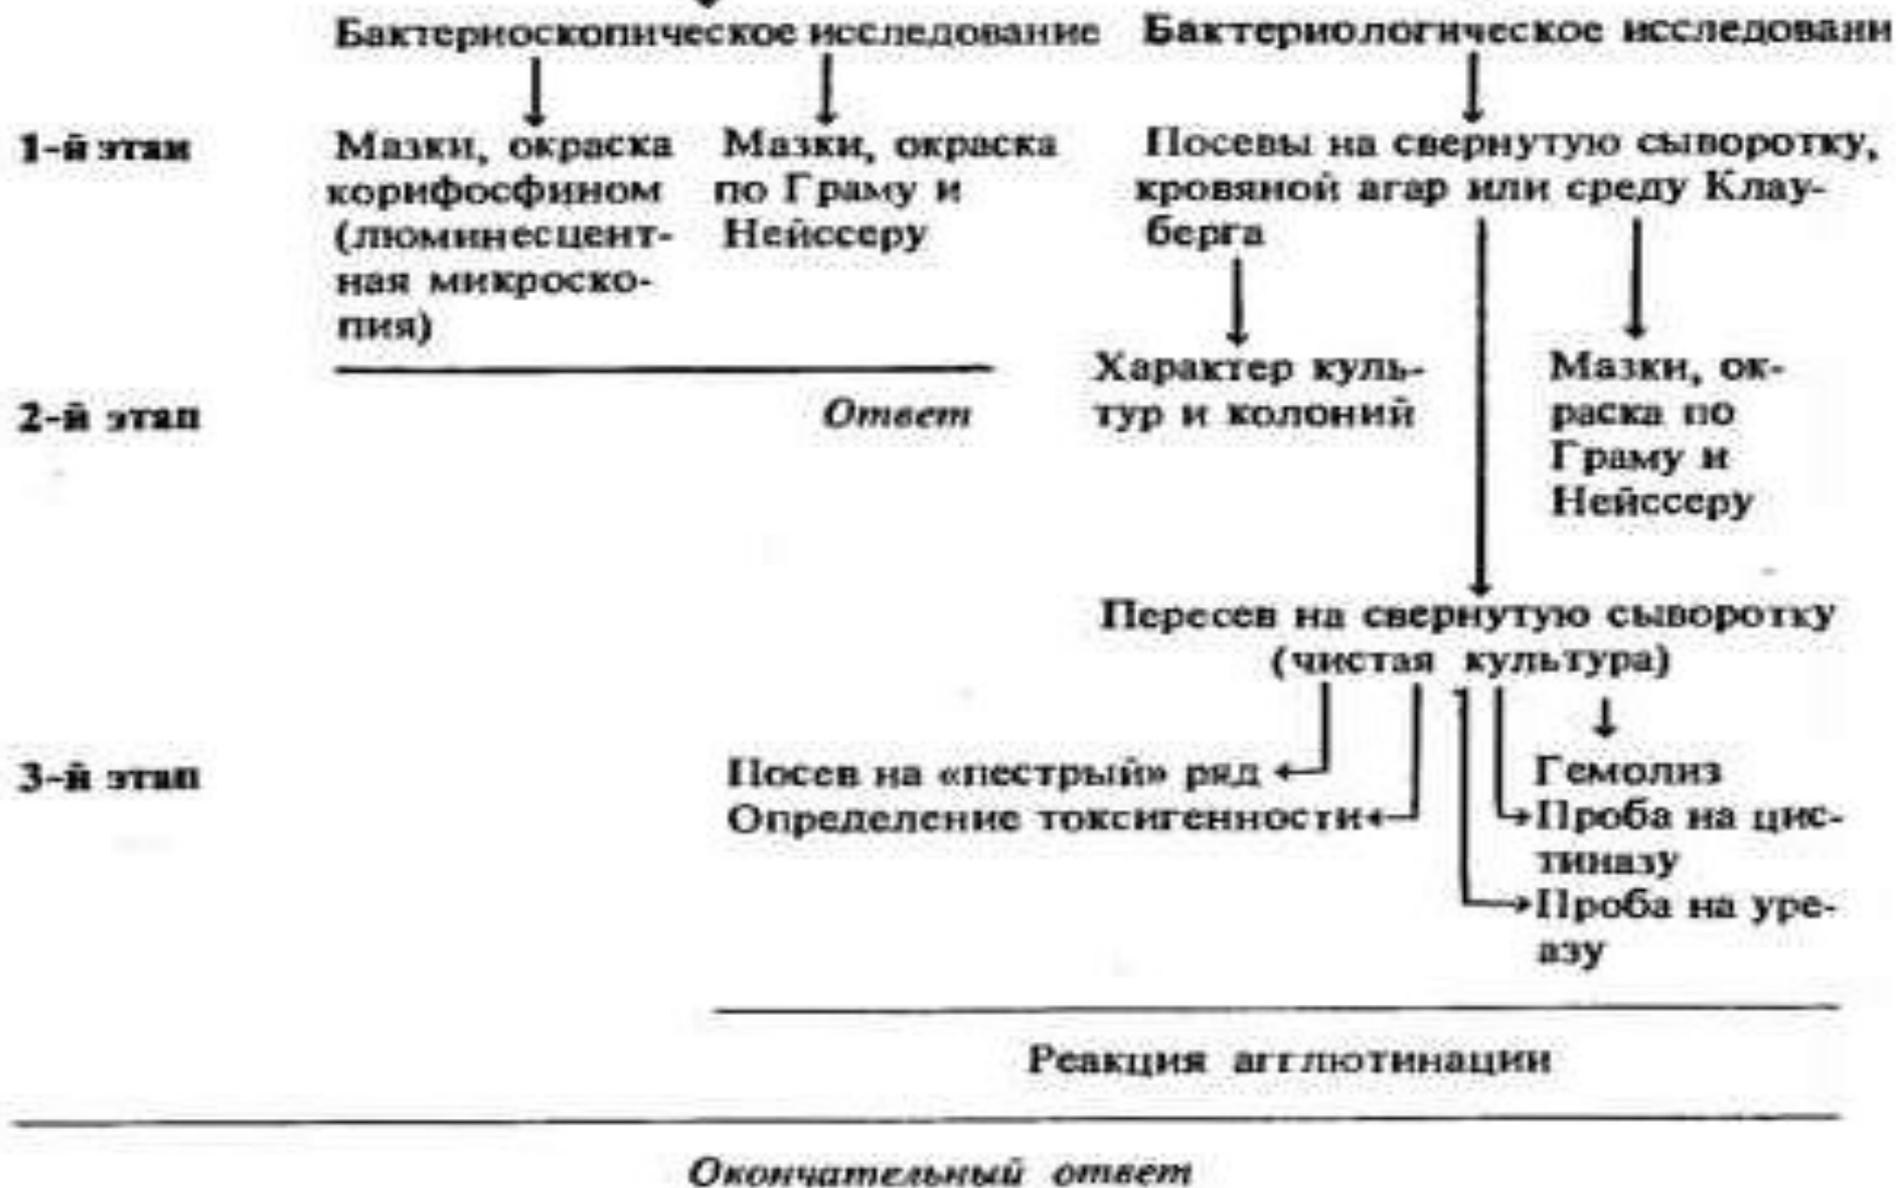 Бактериоскопическое исследование
Бактериологическое исследовани
1-й этап
Мазки, окраска
корифосфином
(люминесцент-
ная микроско-
пия)
Мазки, окраска
по Граму и
Нейссеру
Посевы на свернутую сыворотку,
кровяной агар или среду Клау-
берга
2-й этап
Ответ
Характер куль-
тур и колоний
Мазки, ок-
раска по
Граму и
Нейссеру
Пересев на свернутую сыворотку
(чистая культура)
3-й этап
Посев на «пестрый» ряд
Определение токсигенности
Гемолиз
Проба на цис-
тиназу
Проба на уре-
азу
Реакция агглютинации
Окончательный ответ